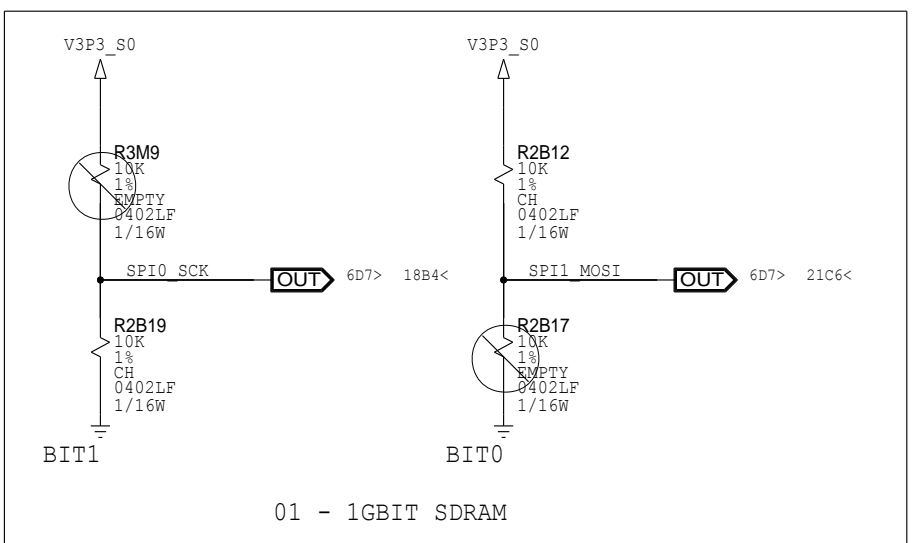 V3P3_S0
R3M9
10K
1%
EMPTY
0402LF
1/16W
SPI0_SCK
OUT
6D7> 18B4<
R2B19
10K
1%
CH
0402LF
1/16W
BIT1
V3P3_S0
R2B12
10K
1%
CH
0402LF
1/16W
SPI1_MOSI
OUT
6D7> 21C6<
R2B17
10K
1%
EMPTY
0402LF
1/16W
BIT0
01 - 1GBIT SDRAM